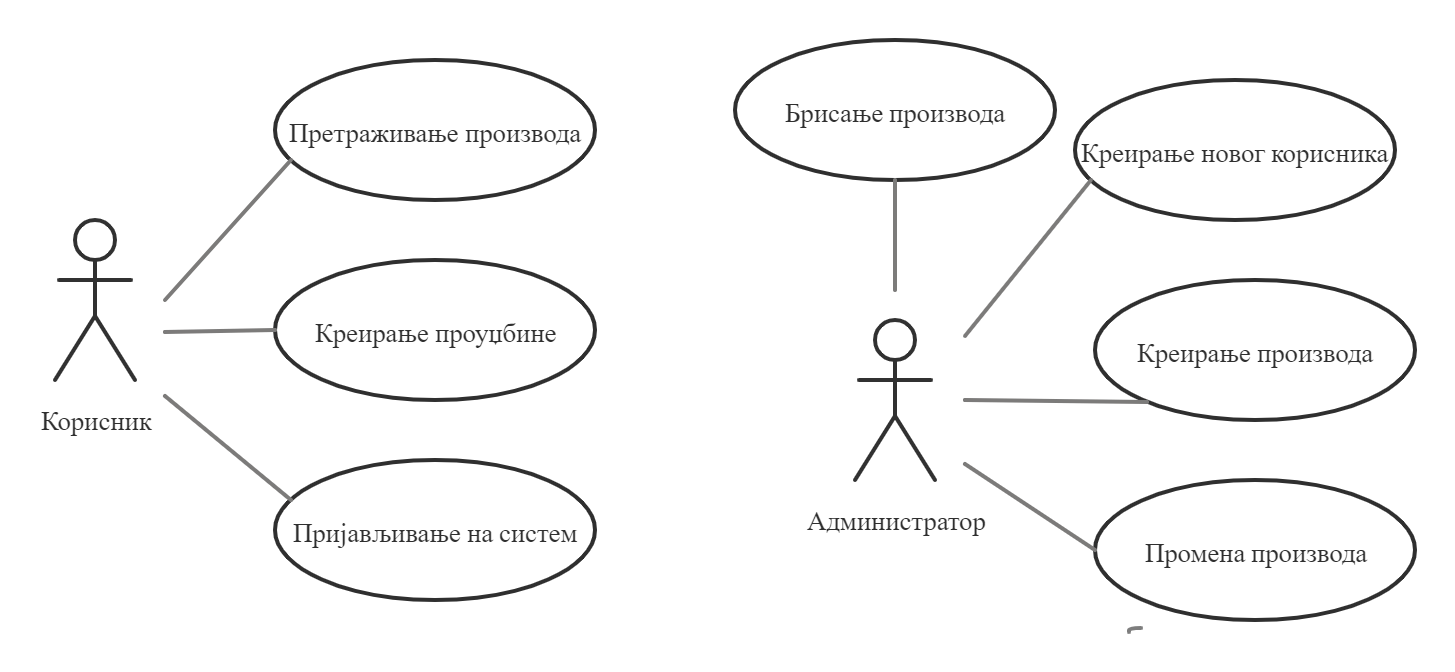 Претраживање производа
Креирање проуџбине
Корисник
Пријављивање на систем
Брисање производа
Креирање новог корисника
Креирање производа
Администратор
Промена производа